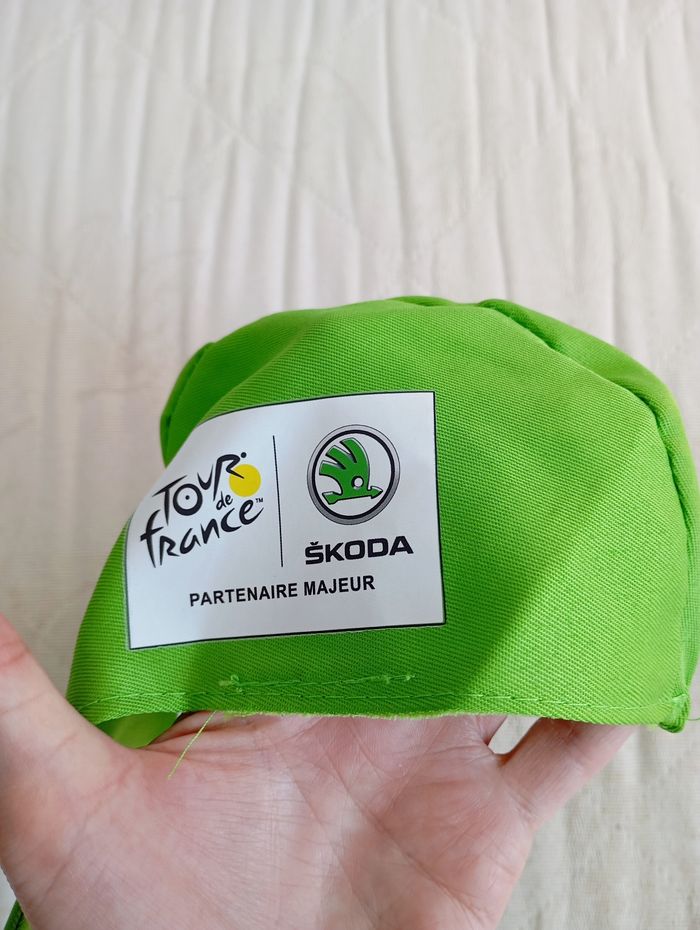 TOUR
de
france™
ŠKODA
PARTENAIRE MAJEUR